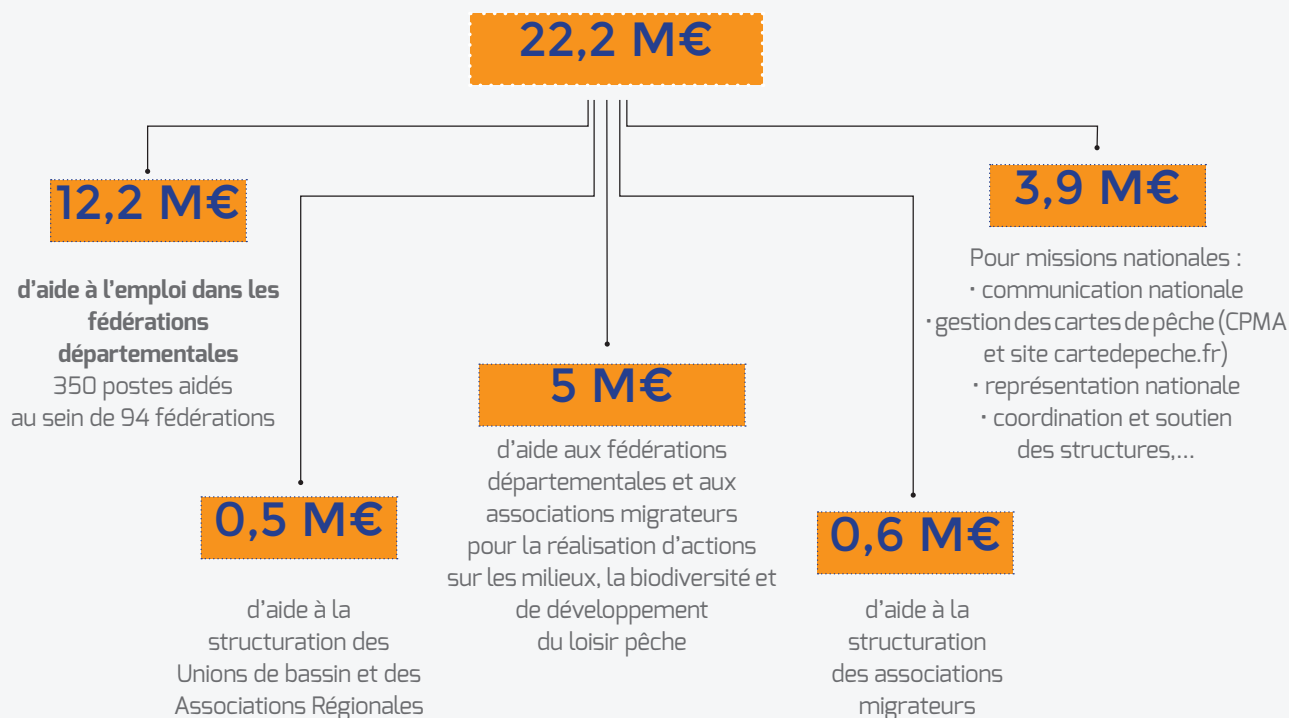 22,2 M€
12,2 M€
d'aide à l'emploi dans les
fédérations
départementales
350 postes aidés
au sein de 94 fédérations
0,5 M€
d'aide à la
structuration des
Unions de bassin et des
Associations Régionales
5 M€
d'aide aux fédérations
départementales et aux
associations migrateurs
pour la réalisation d'actions
sur les milieux, la biodiversité et
de développement
du loisir pêche
0,6 M€
d'aide à la
structuration
des associations
migrateurs
3,9 M€
Pour missions nationales :
• communication nationale
• gestion des cartes de pêche (CPMA
et site cartedepeche.fr)
• représentation nationale
• coordination et soutien
des structures,...